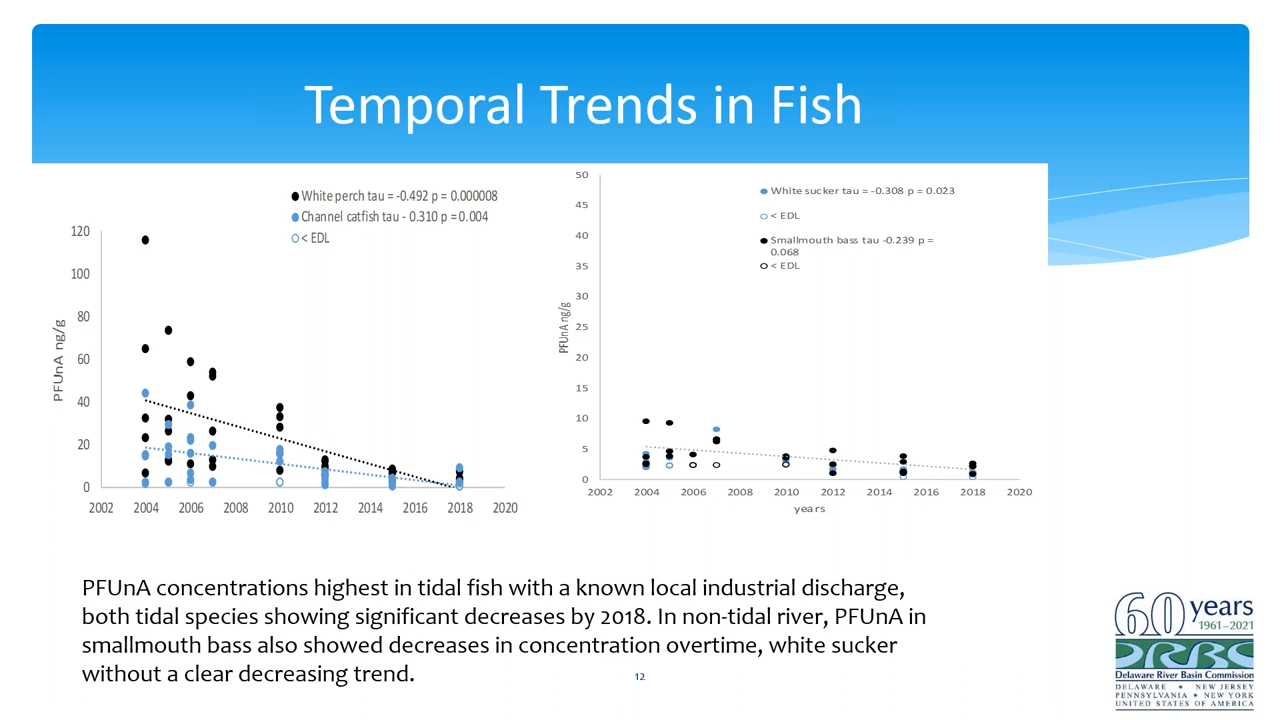 Temporal Trends in Fish
White perch tau = -0.492 p = 0.000008
Channel catfish tau - 0.310 p = 0.004
< EDL
120
100
80
60
40
20
0
PFUnA ng/g
2002 2004 2006 2008 2010 2012 2014 2016 2018 2020
50
45
40
35
30
25
20
15
10
5
0
PFUnA ng/g
White sucker tau = -0.308 p = 0.023
< EDL
Smallmouth bass tau -0.239 p =
0.068
< EDL
2002 2004 2006 2008 2010 2012 2014 2016 2018 2020
years
PFUnA concentrations highest in tidal fish with a known local industrial discharge,
both tidal species showing significant decreases by 2018. In non-tidal river, PFUnA in
smallmouth bass also showed decreases in concentration overtime, white sucker
without a clear decreasing trend.
12
60 years
1961–2021
DRBC
Delaware River Basin Commission
DELAWARE • NEW JERSEY
PENNSYLVANIA • NEW YORK
UNITED STATES OF AMERICA